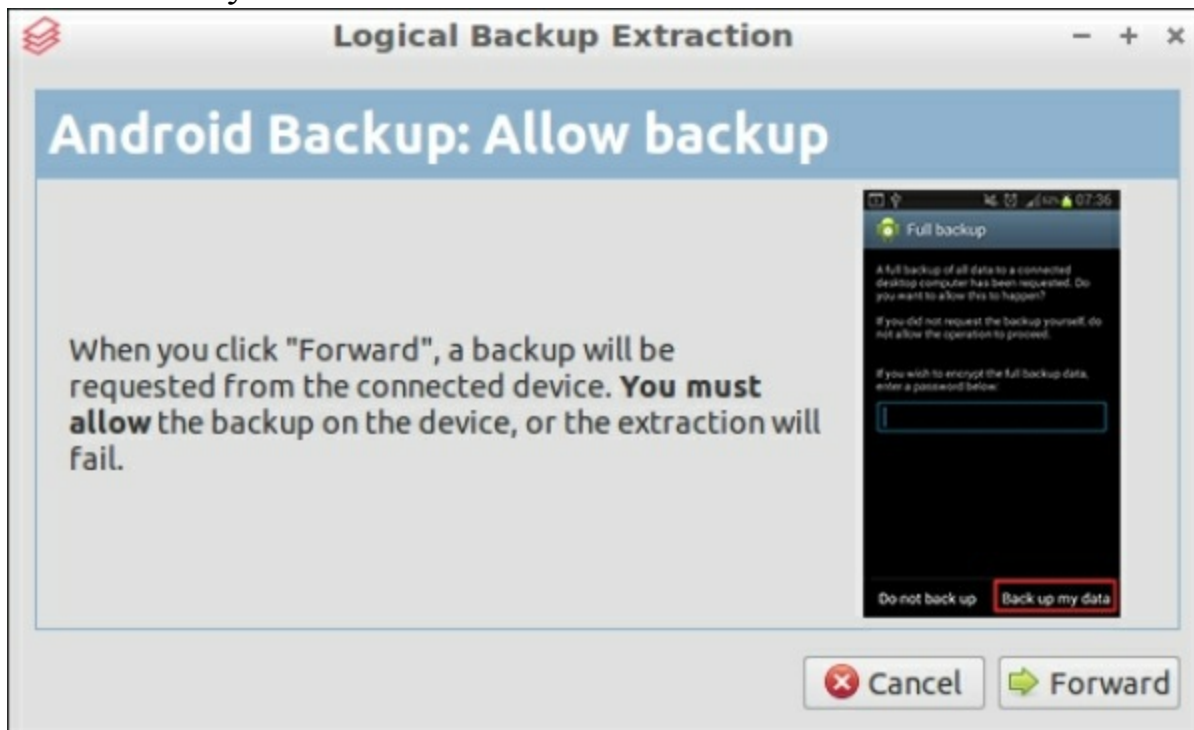 Logical Backup Extraction
Android Backup: Allow backup
When you click "Forward", a backup will be
requested from the connected device. You must
allow the backup on the device, or the extraction will
fail.
07:36
Full backup
A full backup of all data to a connected
desktop computer has been requested. Do
you want to allow this to happen?
If you did not request the backup yourself, do
not allow the operation to proceed.
If you wish to encrypt the full backup data,
enter a password below:
Do not back up Back up my data
Cancel Forward